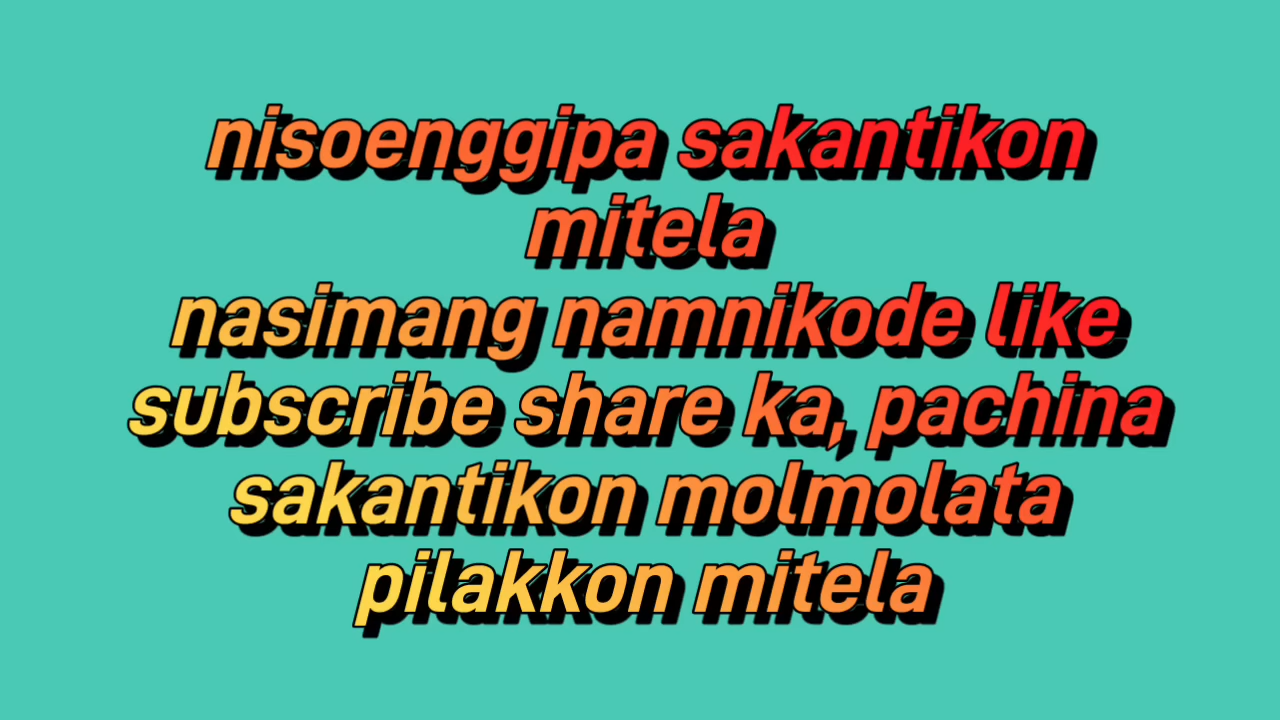 nisoenggipa sakantikon
mitela
nasimang namnikode like
subscribe share ka, pachina
sakantikon molmolata
pilakkon mitela